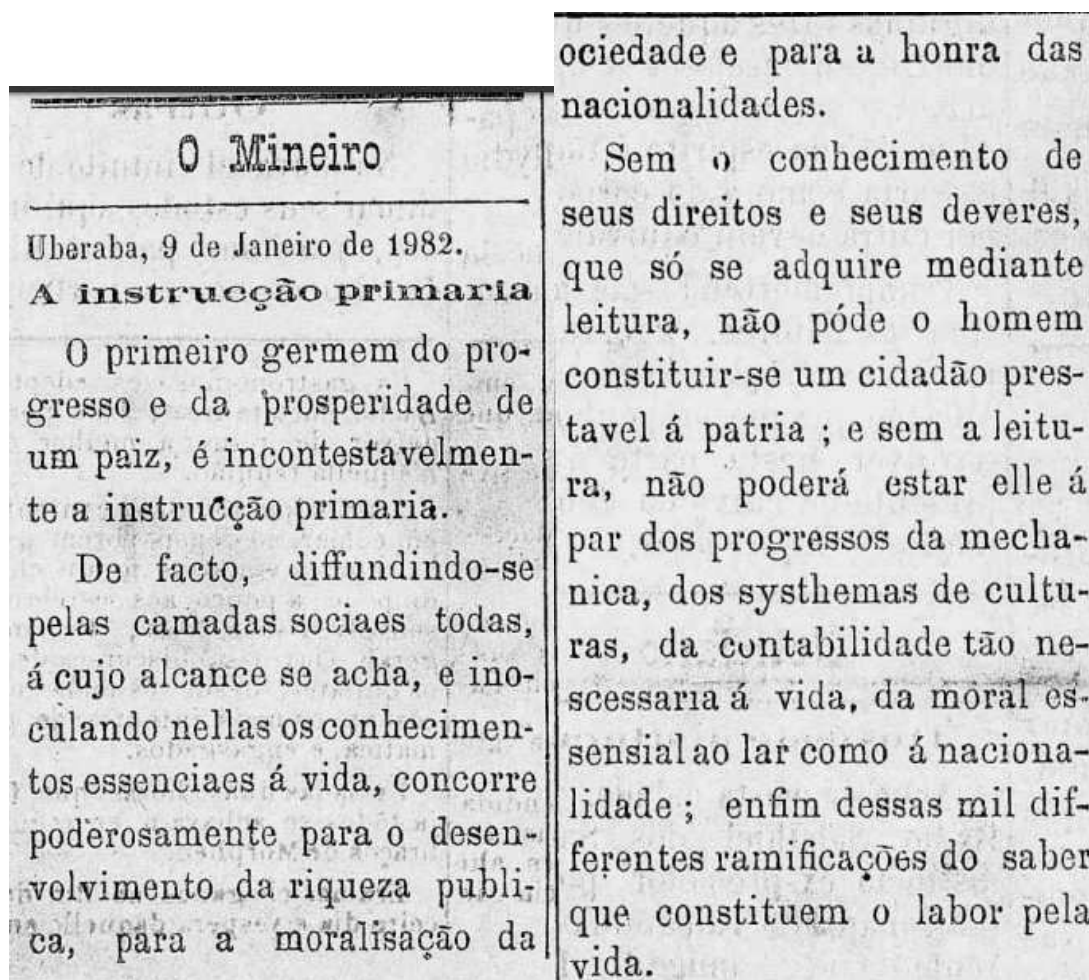 O Mineiro
Uberaba, 9 de Janeiro de 1982.
A instrucção primaria
O primeiro germem do pro-
gresso e da prosperidade de
um paiz, é incontestavelmen-
te a instrucção primaria.
De facto, diffundindo-se
pelas camadas sociaes todas,
á cujo alcance se acha, e ino-
culando nellas os conhecimen-
tos essenciaes á vida, concorre
poderosamente para o desen-
volvimento da riqueza publi-
ca, para a moralisação da
ociedade e para a honra das
nacionalidades.
Sem o conhecimento de
seus direitos e seus deveres,
que só se adquire mediante
leitura, não póde o homem
constituir-se um cidadão pres-
tavel á patria ; e sem a leitu-
ra, não poderá estar elle á
par dos progressos da mecha-
nica, dos systhemas de cultu-
ras, da contabilidade tão ne-
scessaria á vida, da moral es-
sensial ao lar como á naciona-
lidade ; enfim dessas mil dif-
ferentes ramificações do saber
que constituem o labor pela
vida.